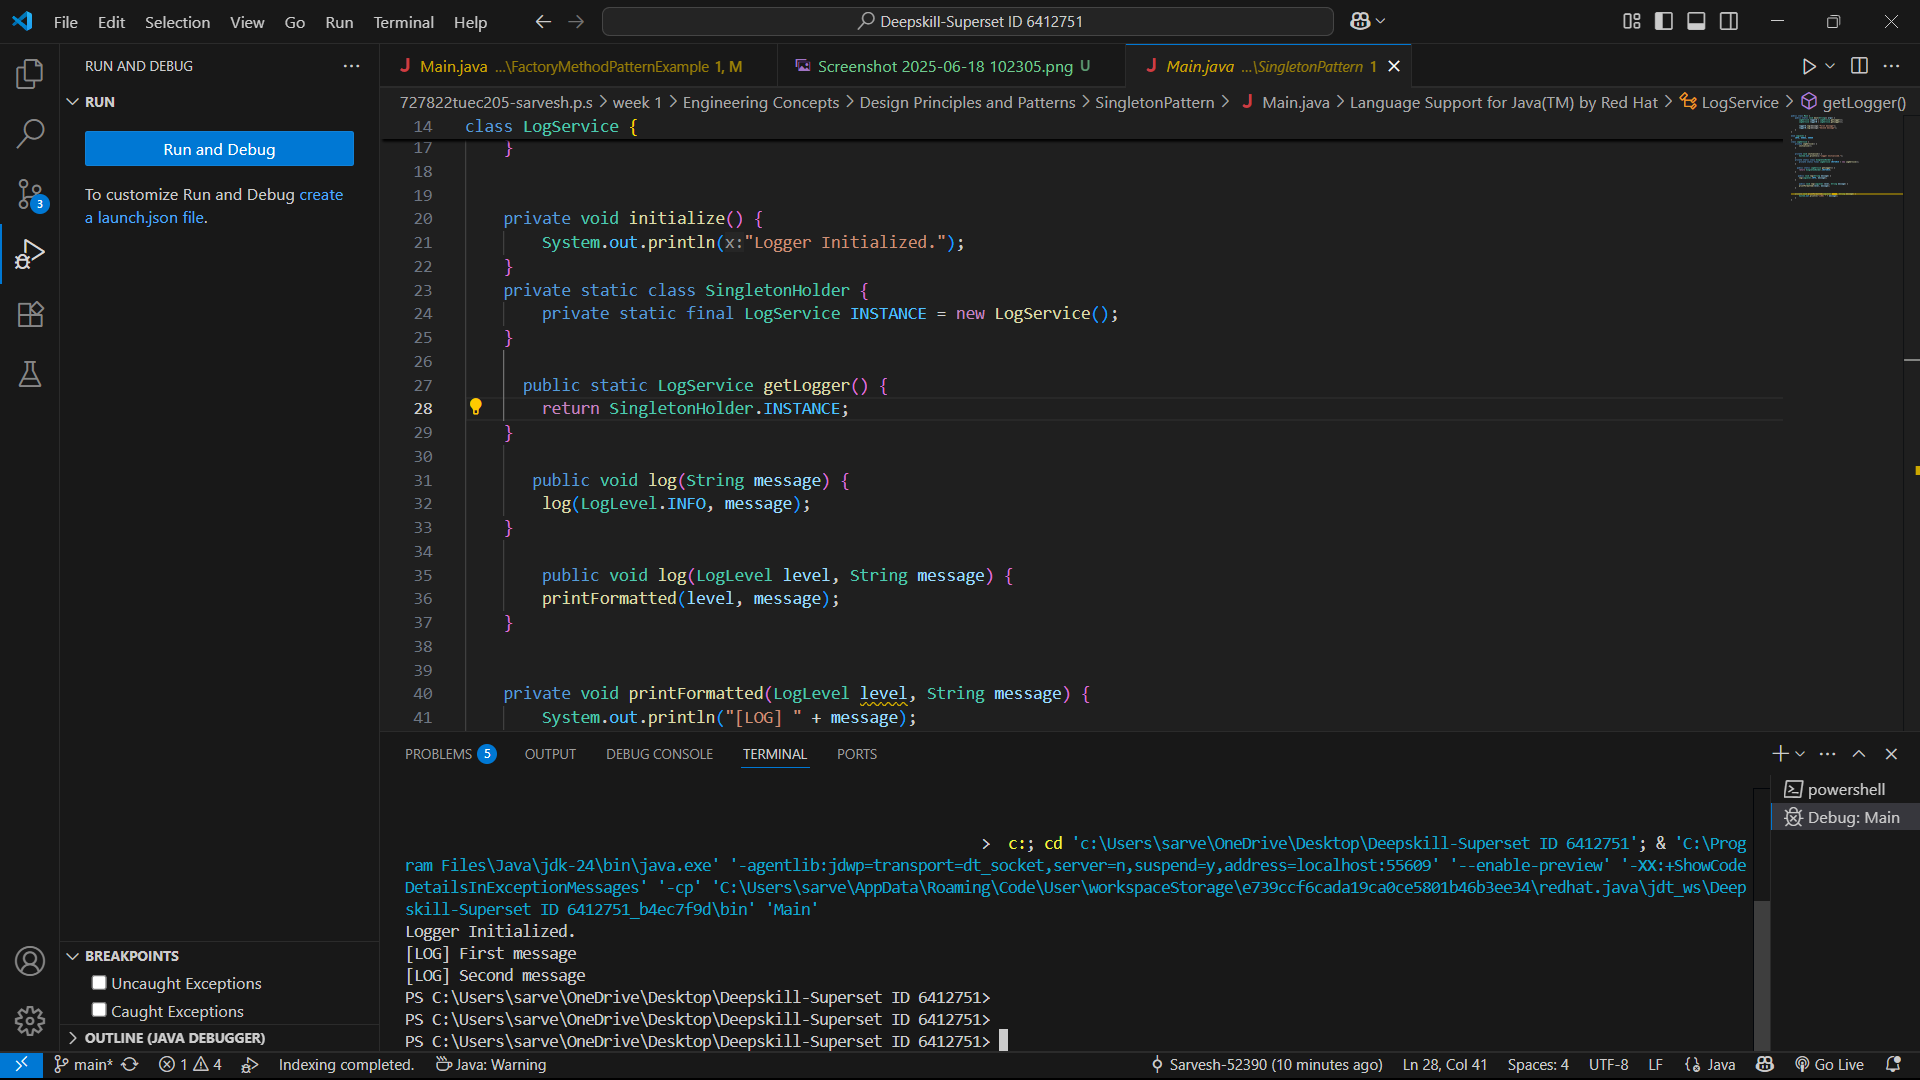 File Edit Selection View Go Run Terminal Help
Deepskill-Superset ID 6412751
RUN AND DEBUG
RUN
Run and Debug
To customize Run and Debug create
a launch.json file.
3
BREAKPOINTS
Uncaught Exceptions
Caught Exceptions
OUTLINE (JAVA DEBUGGER)
Main.java ...\FactoryMethodPatternExample 1, M
Screenshot 2025-06-18 102305.png U
Main.java ...\SingletonPattern 1
727822tuec205-sarvesh.p.s > week 1 > Engineering Concepts > Design Principles and Patterns > SingletonPattern > Main.java > Language Support for Java(TM) by Red Hat > LogService > getLogger()
14 class LogService {
17 }
18
19
20 private void initialize() {
21 System.out.println(x:"Logger Initialized.");
22 }
23 private static class SingletonHolder {
24 private static final LogService INSTANCE = new LogService();
25 }
26
27 public static LogService getLogger() {
28 return SingletonHolder.INSTANCE;
29 }
30
31 public void log(String message) {
32 log(LogLevel.INFO, message);
33 }
34
35 public void log(LogLevel level, String message) {
36 printFormatted(level, message);
37 }
38
39
40 private void printFormatted(LogLevel level, String message) {
41 System.out.println("[LOG] " + message);
PROBLEMS 5 OUTPUT DEBUG CONSOLE TERMINAL PORTS
powershell
Debug: Main
> c:; cd 'c:\Users\sarve\OneDrive\Desktop\Deepskill-Superset ID 6412751'; & 'C:\Prog
ram Files\Java\jdk-24\bin\java.exe' '-agentlib:jdwp=transport=dt_socket,server=n,suspend=y,address=localhost:55609' '--enable-preview' '-XX:+ShowCode
DetailsInExceptionMessages' '-cp' 'C:\Users\sarve\AppData\Roaming\Code\User\workspaceStorage\e739ccf6cada19ca0ce5801b46b3ee34\redhat.java\jdt_ws\Deep
skill-Superset ID 6412751_b4ec7f9d\bin' 'Main'
Logger Initialized.
[LOG] First message
[LOG] Second message
PS C:\Users\sarve\OneDrive\Desktop\Deepskill-Superset ID 6412751>
PS C:\Users\sarve\OneDrive\Desktop\Deepskill-Superset ID 6412751>
PS C:\Users\sarve\OneDrive\Desktop\Deepskill-Superset ID 6412751>
main* 1 4 Indexing completed. Java: Warning Sarvesh-52390 (10 minutes ago) Ln 28, Col 41 Spaces: 4 UTF-8 LF {} Java Go Live